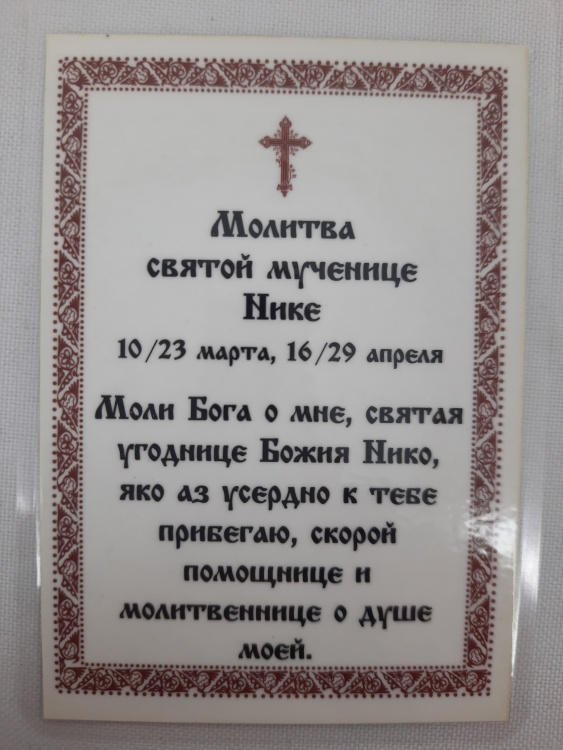 Молитва
святой мученице
Нике
10/23 марта, 16/29 апреля
Моли Бога о мне, святая
угоднице Божия Нико,
яко аз усердно к тебе
прибегаю, скорой
помощнице и
молитвеннице о душе
моей.